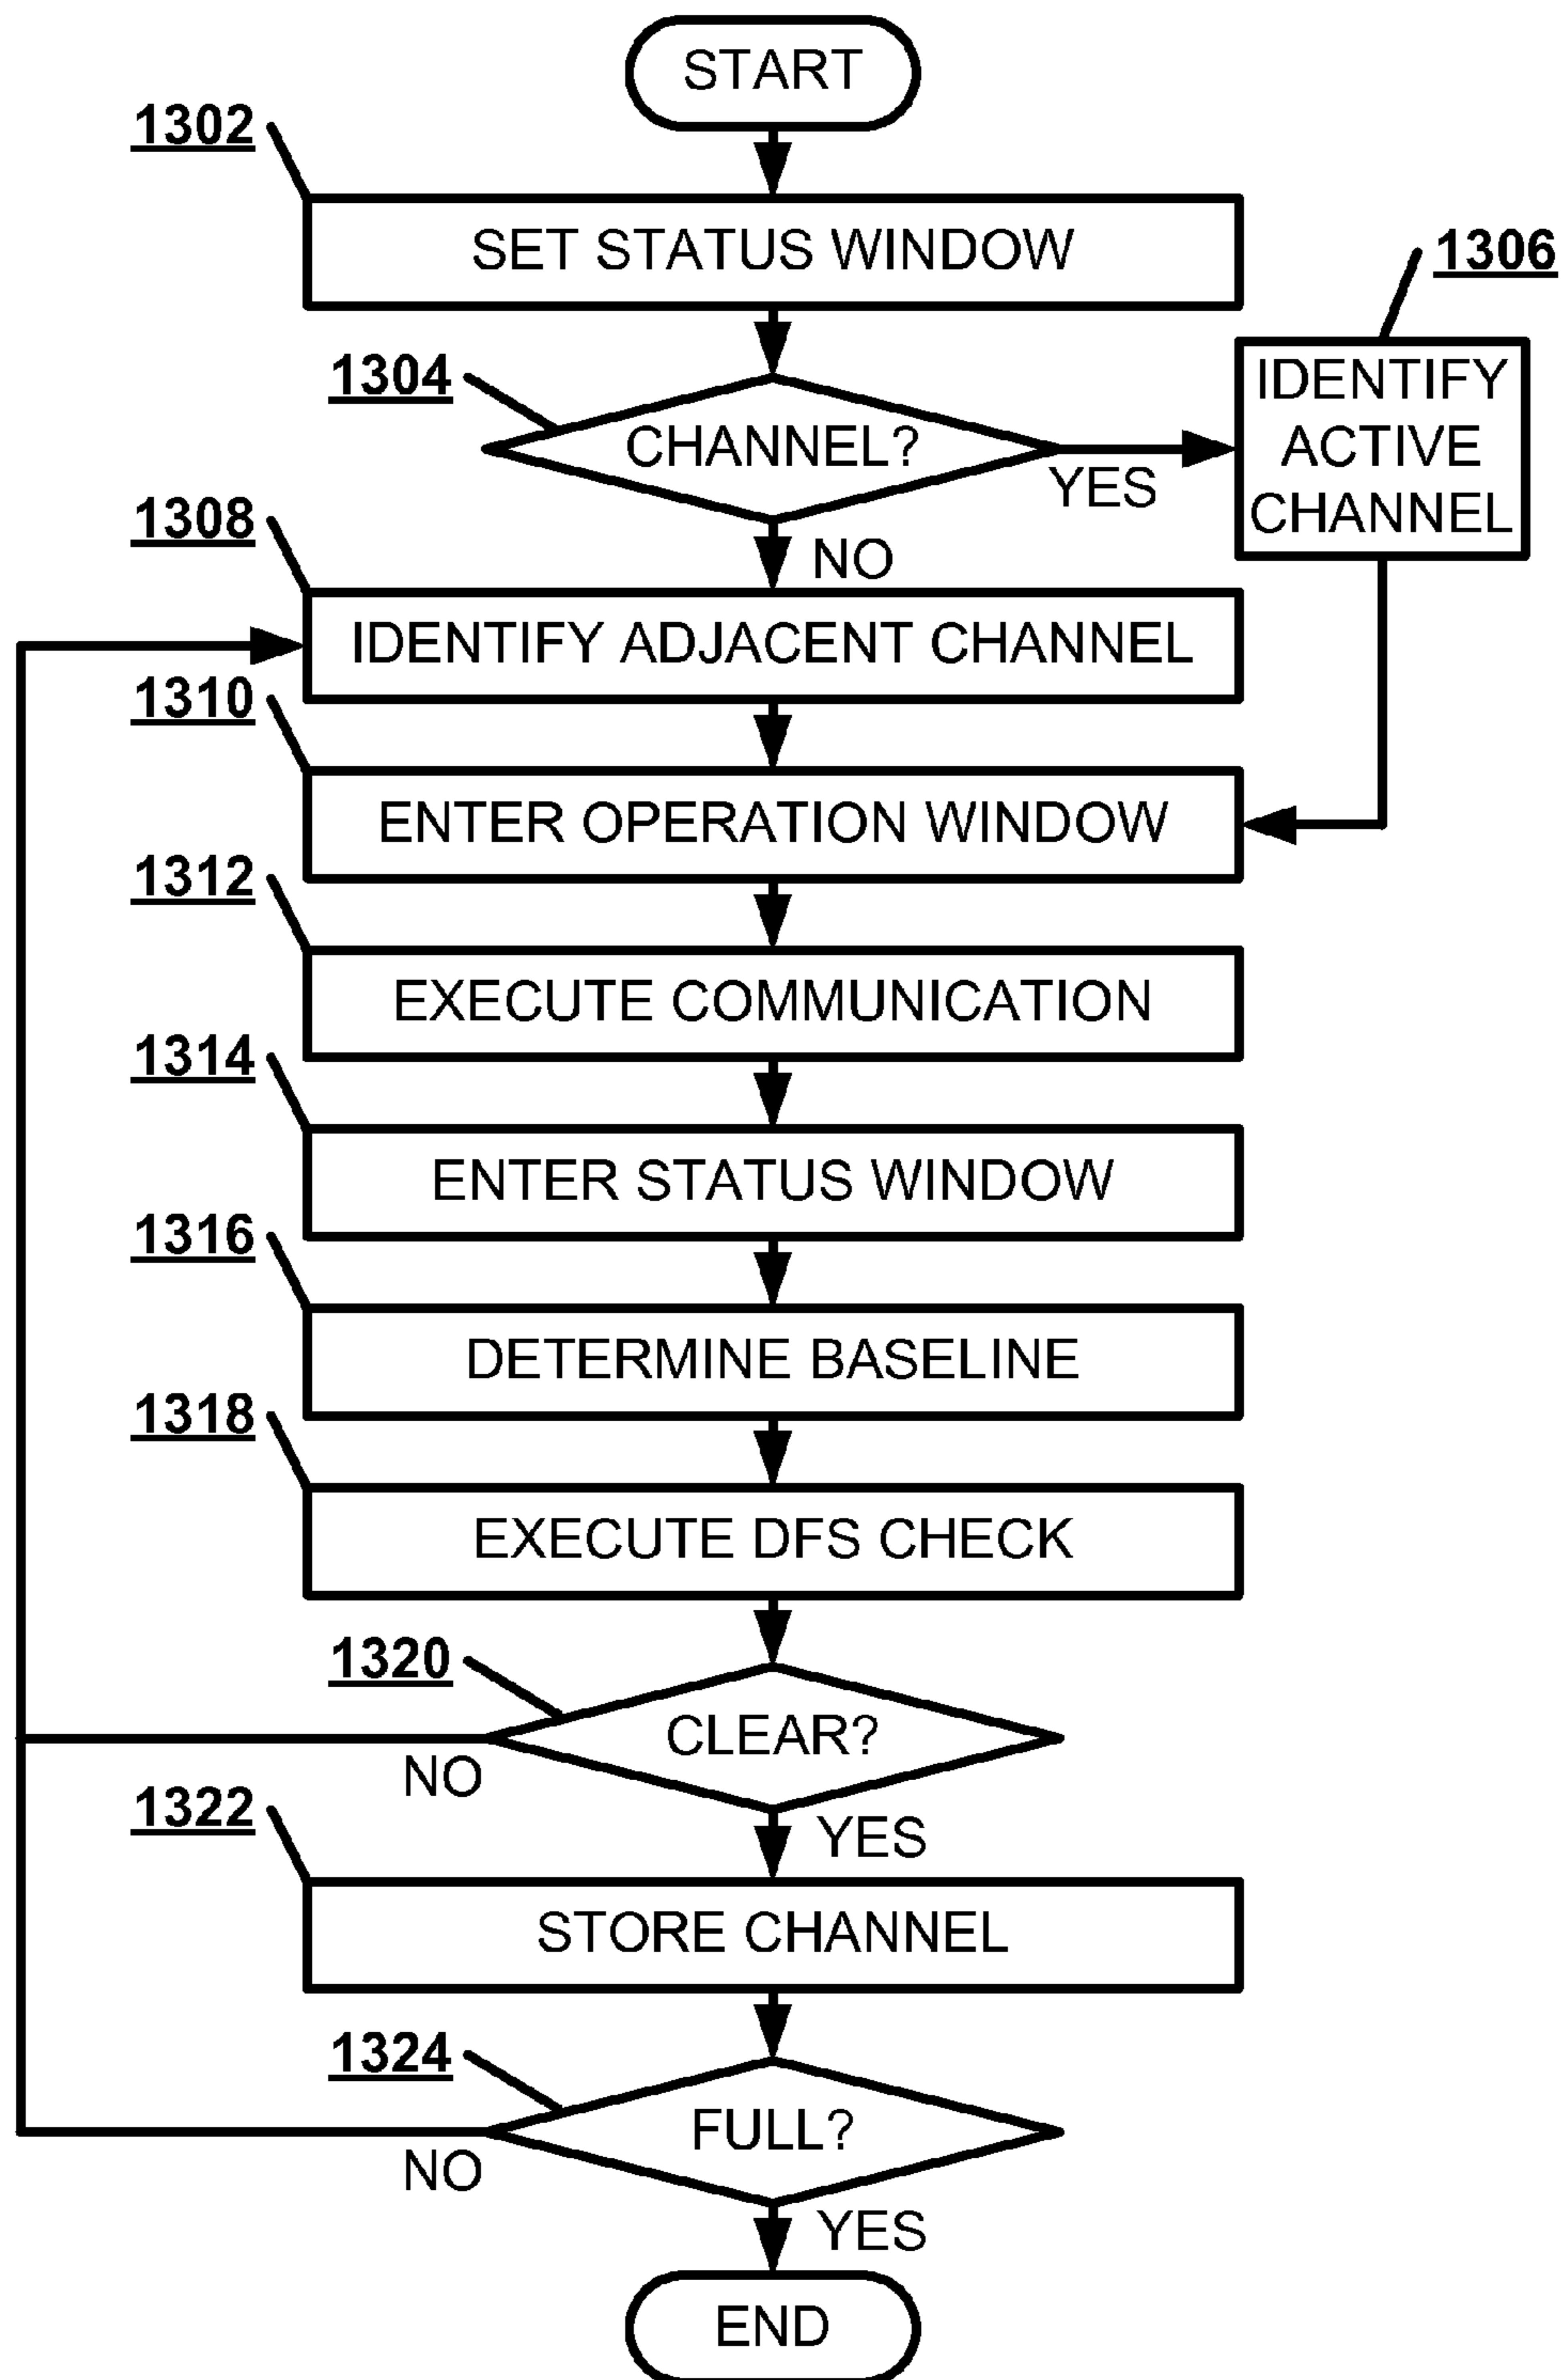 START
1302
SET STATUS WINDOW
1306
1304
CHANNEL?
YES
IDENTIFY
ACTIVE
CHANNEL
NO
1308
IDENTIFY ADJACENT CHANNEL
1310
ENTER OPERATION WINDOW
1312
EXECUTE COMMUNICATION
1314
ENTER STATUS WINDOW
1316
DETERMINE BASELINE
1318
EXECUTE DFS CHECK
1320
CLEAR?
NO
YES
1322
STORE CHANNEL
1324
FULL?
NO
YES
END